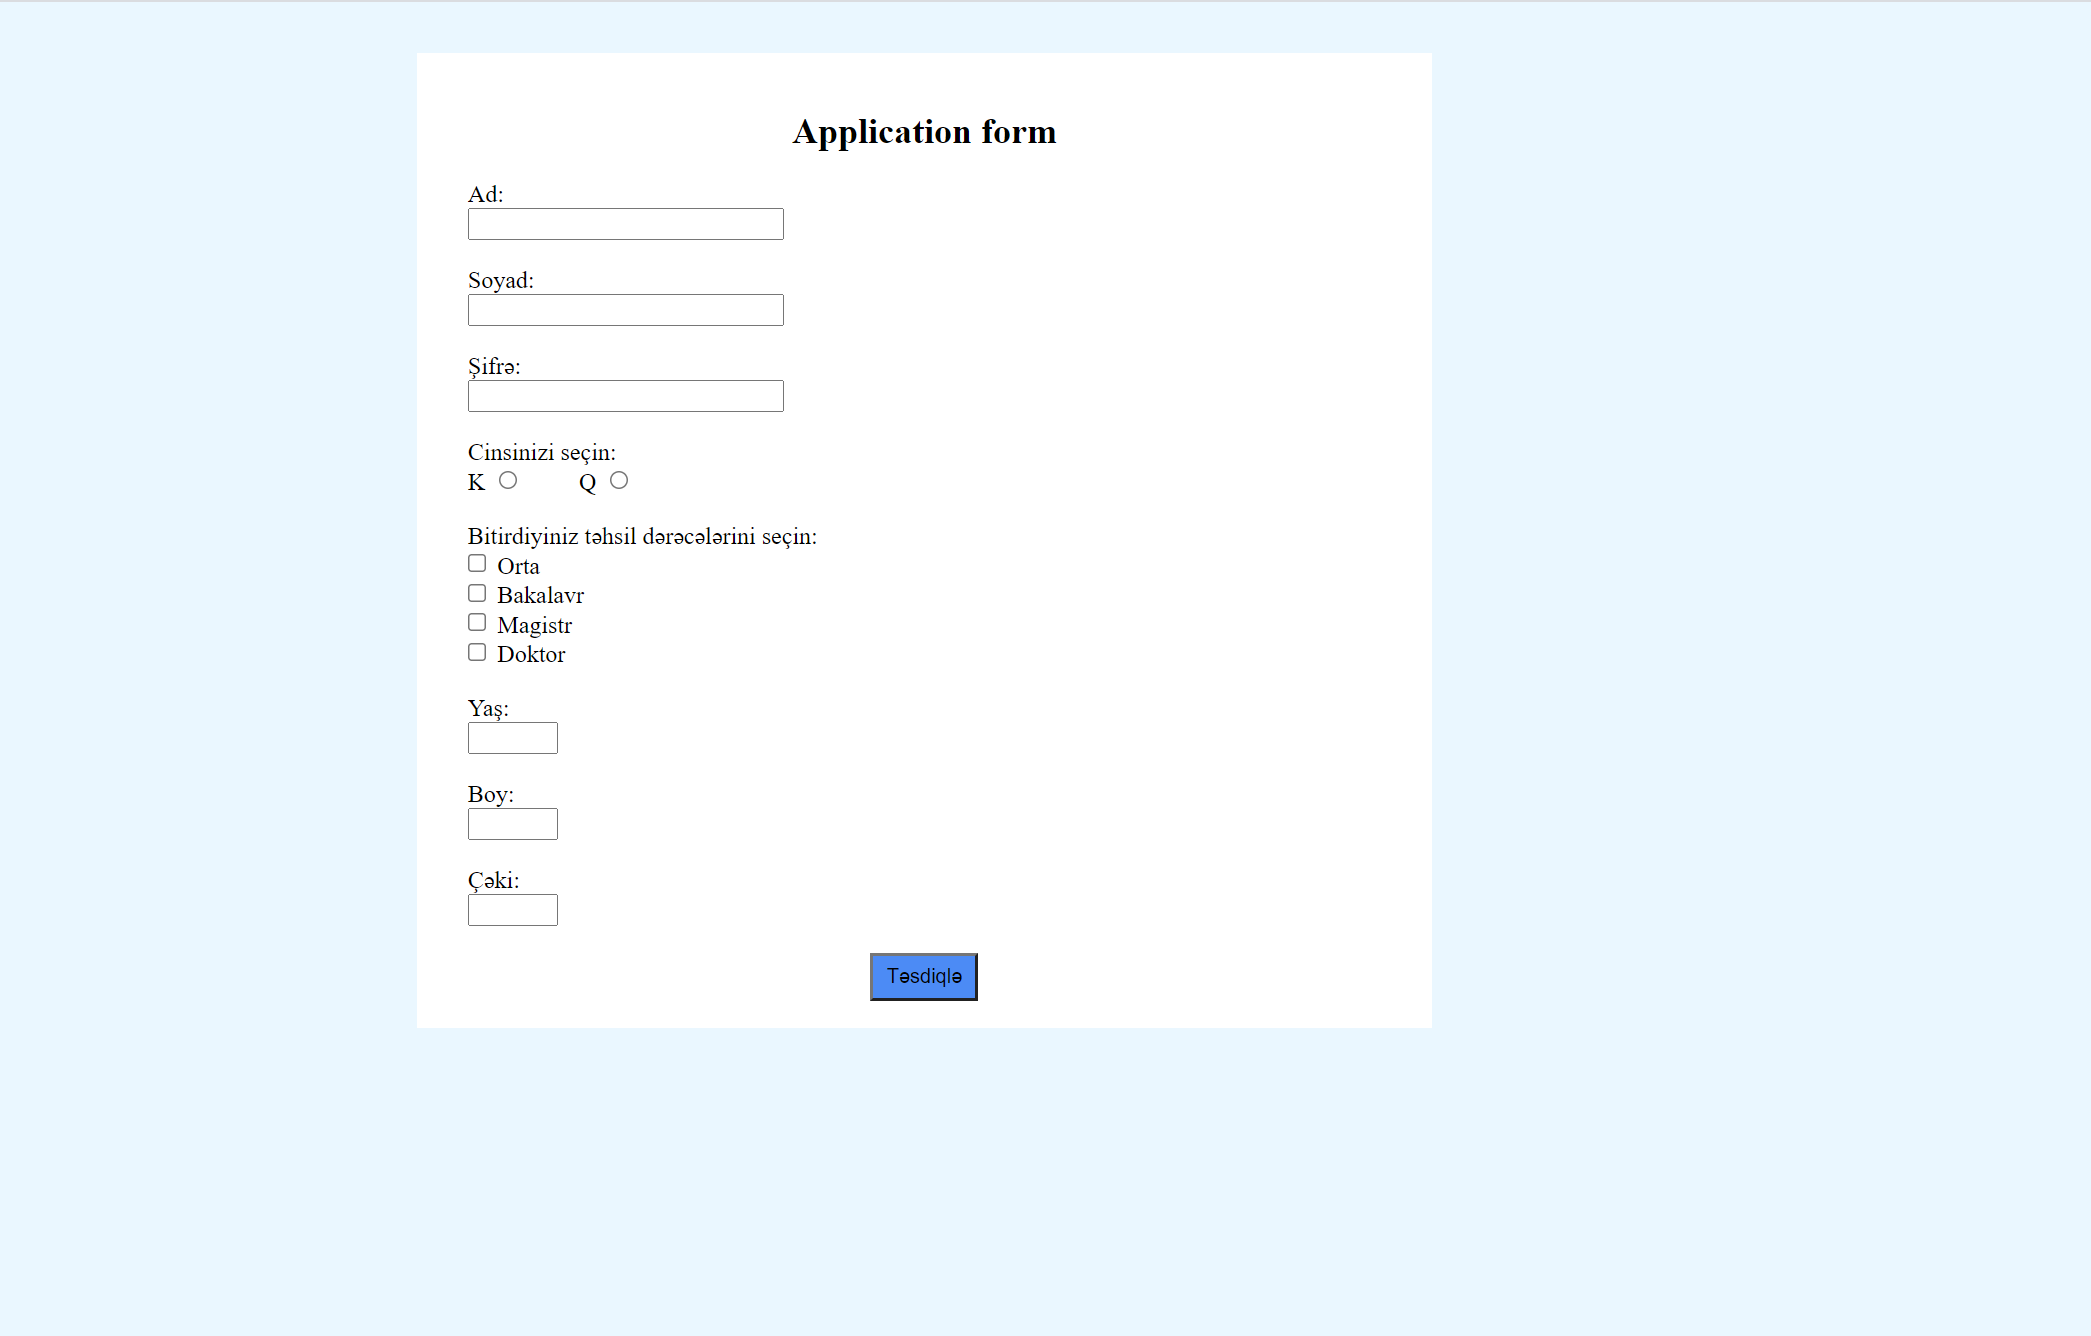 Application form
Ad:
Soyad:
Şifrə:
Cinsinizi seçin:
K Q
Bitirdiyiniz təhsil dərəcələrini seçin:
Orta
Bakalavr
Magistr
Doktor
Yaş:
Boy:
Çəki:
Təsdiqlə